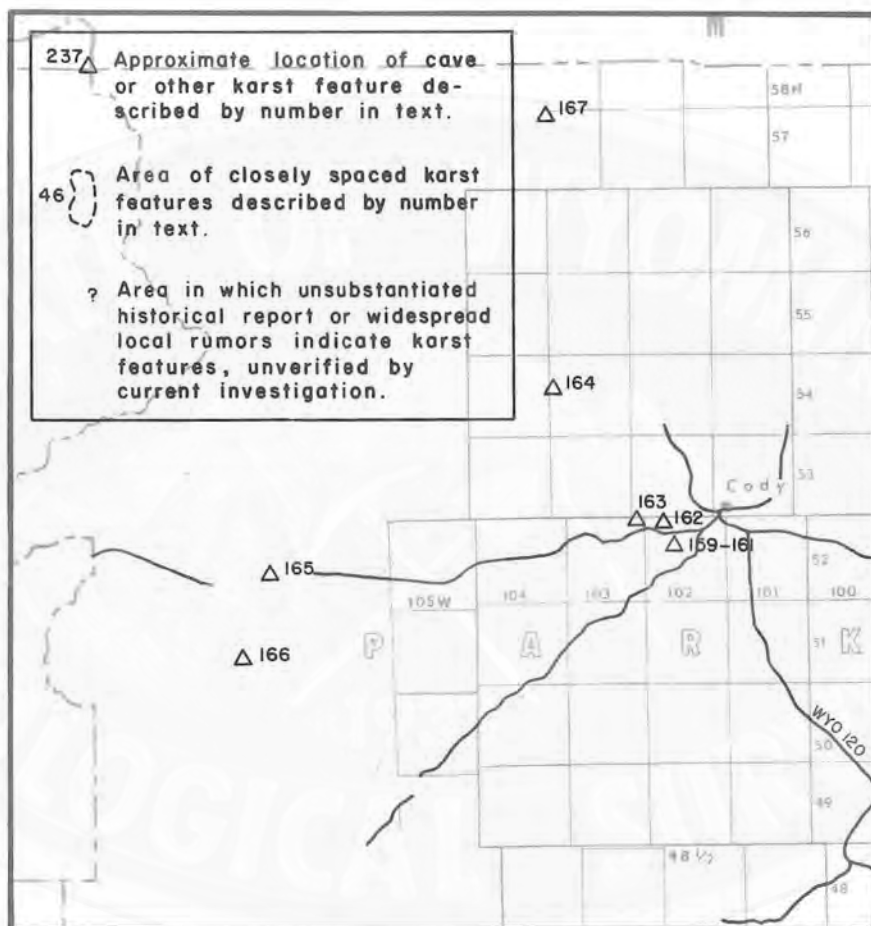 M
237 Approximate location of cave
or other karst feature de-
scribed by number in text.
46 Area of closely spaced karst
features described by number
in text.
? Area in which unsubstantiated
historical report or widespread
local rumors indicate karst
features, unverified by
current investigation.
58N
167
57
56
55
164
54
53
Cody
163
162
159-161
52
165
105W
104
103
102
101
100
51
166
P A R K
WYO 120
50
49
48 1/2
48